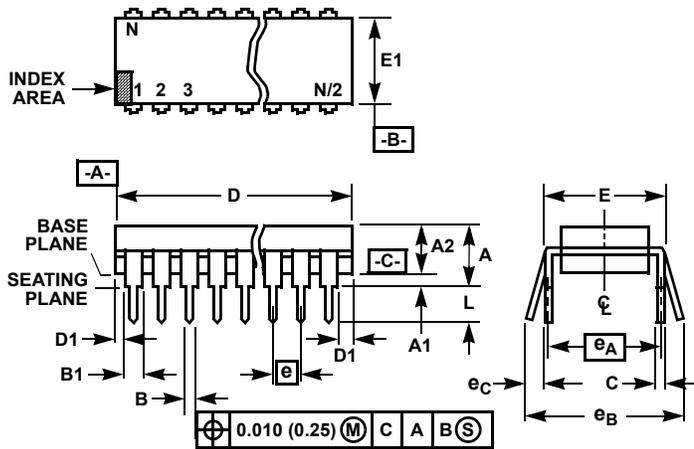 N
E1
INDEX
AREA
1 2 3 N/2
-B-
-A-
D
E
BASE
PLANE
A2
A
-C-
SEATING
PLANE
L
C̵L
D1
A1
D1
eA
B1
e
eC
C
B
eB
0.010 (0.25) Ⓜ C A B Ⓢ